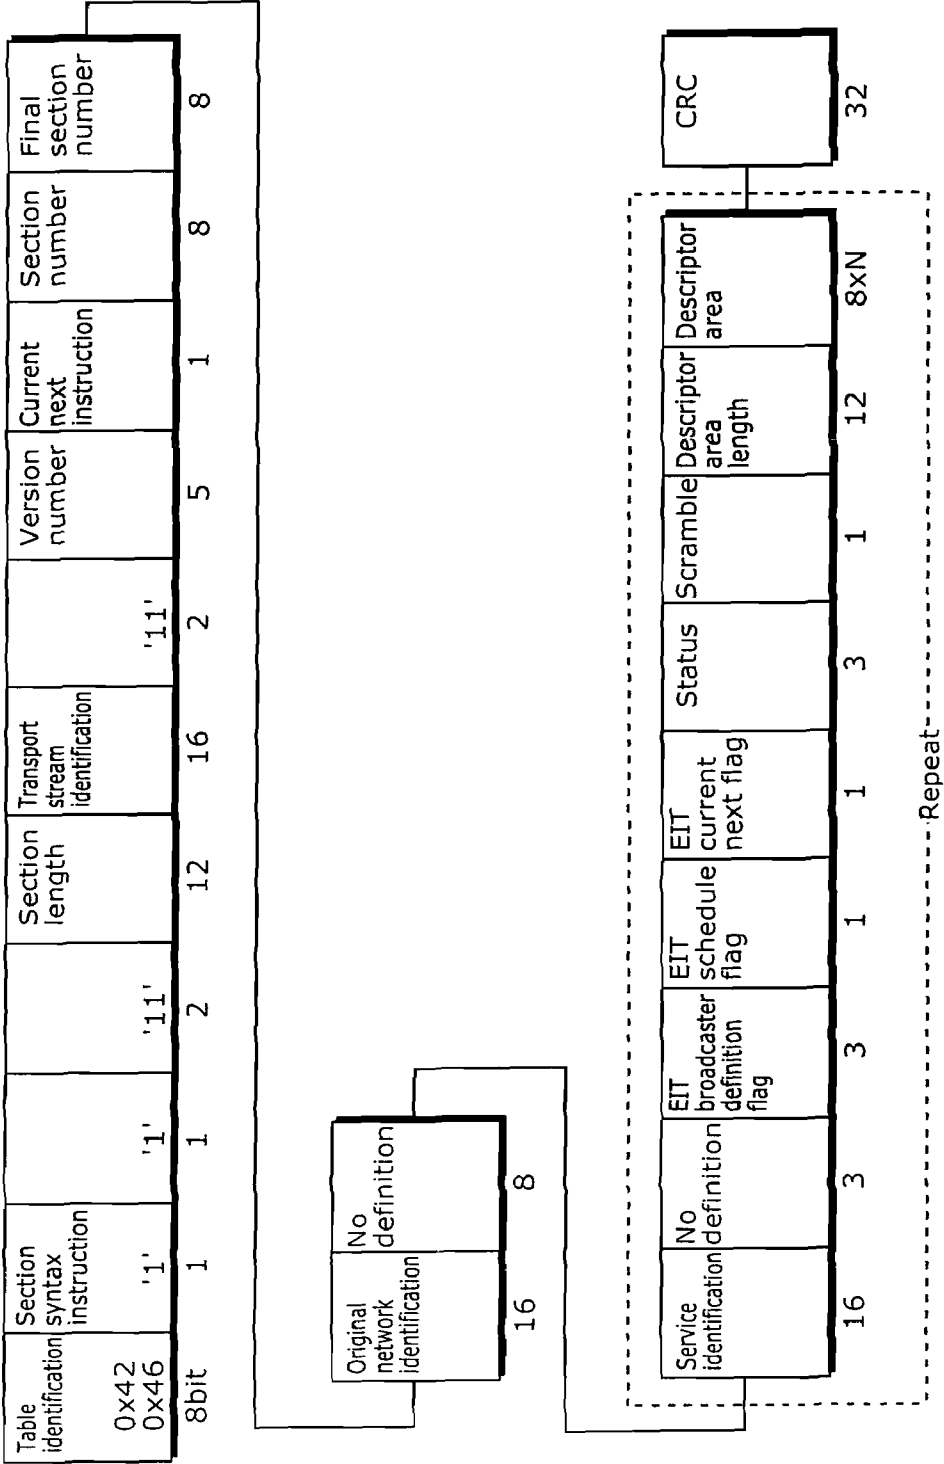 Table
identification
0x42
0x46
8bit
Section
syntax
instruction
'1'
1
'1'
1
'11'
2
Section
length
12
Transport
stream
identification
16
'11'
2
Version
number
5
Current
next
instruction
1
Section
number
8
Final
section
number
8
Original
network
identification
16
No
definition
8
Service
identification
16
No
definition
3
EIT
broadcaster
definition
flag
3
EIT
schedule
flag
1
EIT
current
next flag
1
Status
3
Scramble
1
Descriptor
area
length
12
Descriptor
area
8xN
CRC
32
Repeat